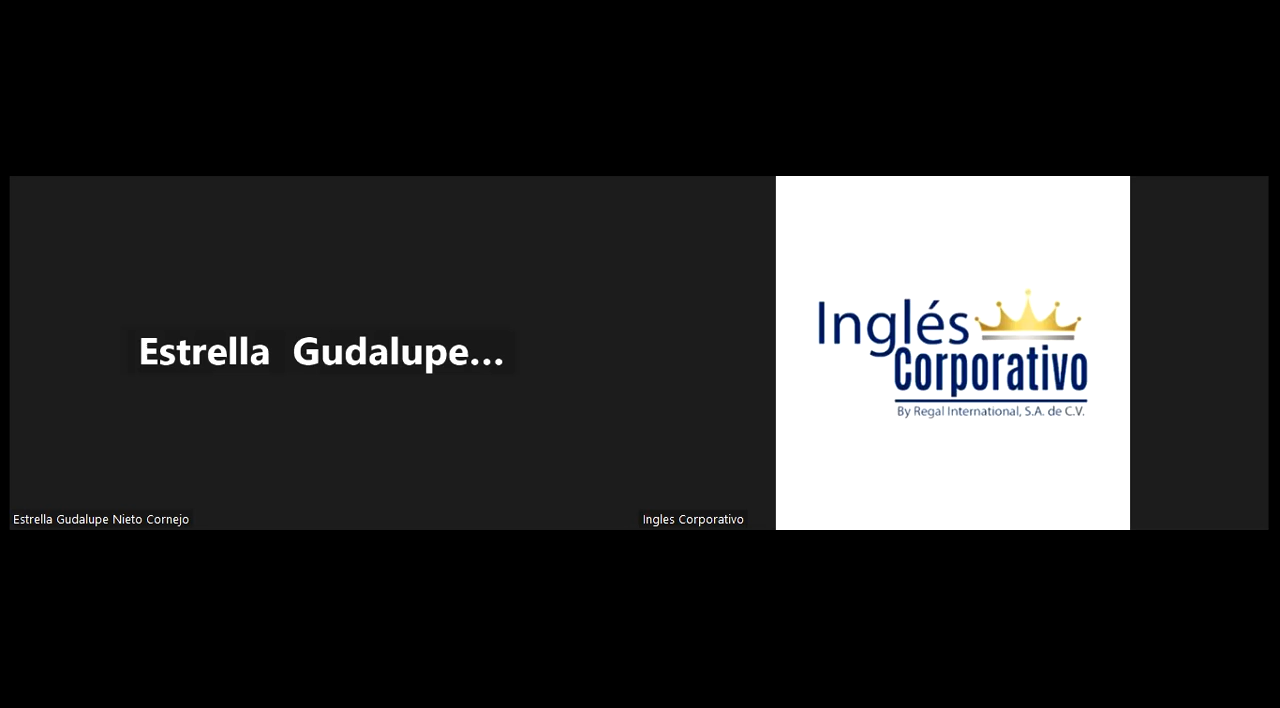 Estrella Gudalupe...
Estrella Gudalupe Nieto Cornejo
Inglés
Corporativo
By Regal International, S.A. de C.V.
Ingles Corporativo